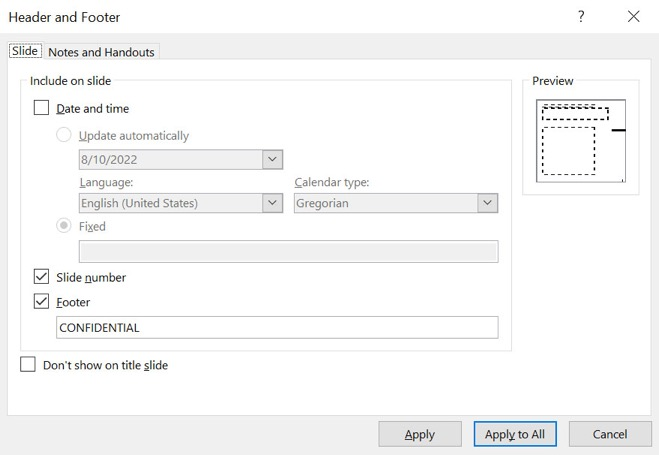 Header and Footer ?
Slide Notes and Handouts
Include on slide Preview
Date and time
Update automatically
8/10/2022
Language: Calendar type:
English (United States) Gregorian
Fixed
Slide number
Footer
CONFIDENTIAL
Don't show on title slide
Apply Apply to All Cancel